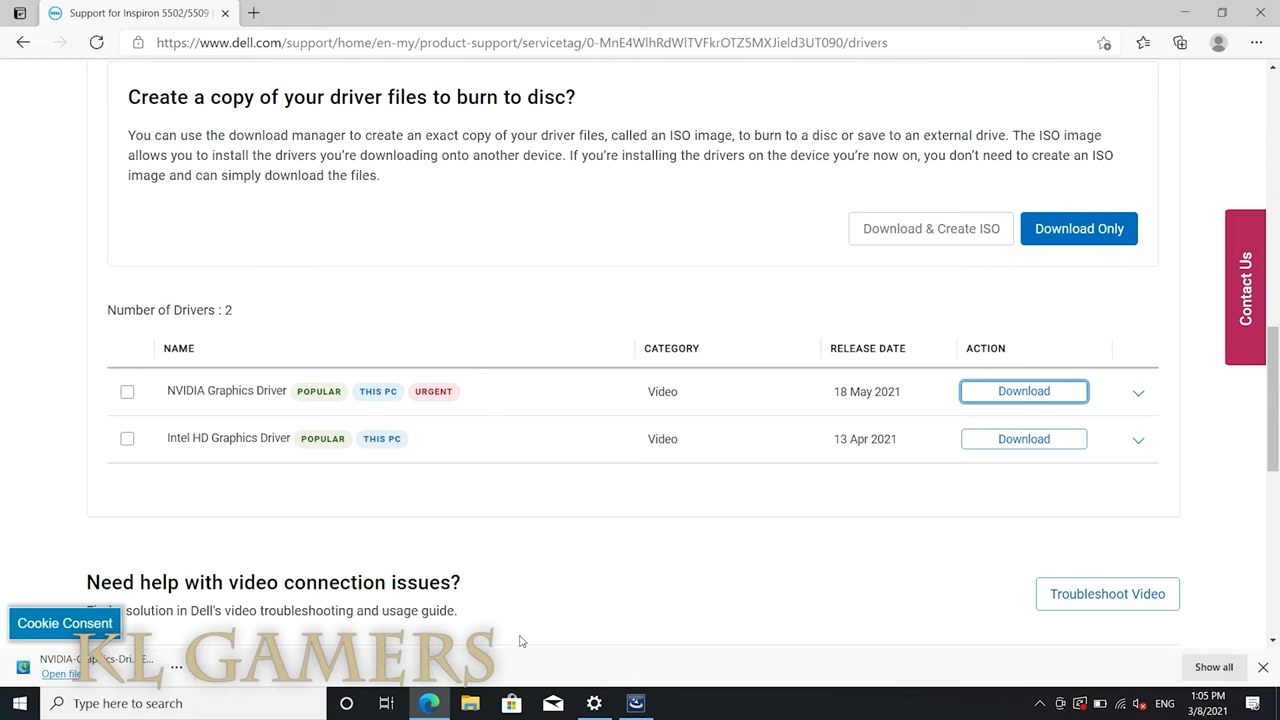 Support for Inspiron 5502/5509
https://www.dell.com/support/home/en-my/product-support/servicetag/0-MnE4WlhRdWlTVFkrOTZ5MXJield3UT090/drivers
Create a copy of your driver files to burn to disc?
You can use the download manager to create an exact copy of your driver files, called an ISO image, to burn to a disc or save to an external drive. The ISO image
allows you to install the drivers you're downloading onto another device. If you're installing the drivers on the device you're now on, you don't need to create an ISO
image and can simply download the files.
Download & Create ISO
Download Only
Contact Us
Number of Drivers : 2
NAME CATEGORY RELEASE DATE ACTION
NVIDIA Graphics Driver POPULAR THIS PC URGENT Video 18 May 2021 Download
Intel HD Graphics Driver POPULAR THIS PC Video 13 Apr 2021 Download
Need help with video connection issues?
solution in Dell's video troubleshooting and usage guide.
Troubleshoot Video
Cookie Consent
KL GAMERS
NVIDIA-Graphics-Dri...E...
Open file
Show all
Type here to search
ENG
1:05 PM
3/8/2021